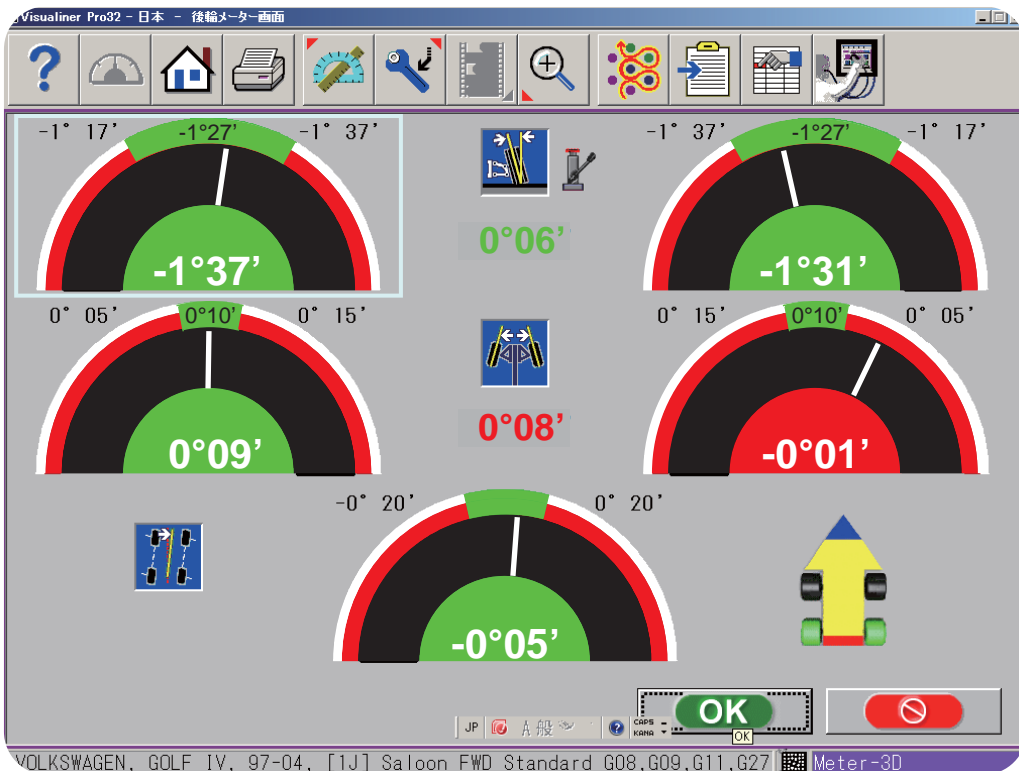 Visualiner Pro32 - 日本 - 後輪メーター画面
-1° 17' -1°27' -1° 37'
-1° 37' -1°27' -1° 17'
0°06'
-1°37'
-1°31'
0° 05' 0°10' 0° 15'
0° 15' 0°10' 0° 05'
0°08'
0°09'
-0°01'
-0° 20' 0° 20'
-0°05'
OK
JP A 般 ? CAPS KANA
OK
VOLKSWAGEN, GOLF IV, 97-04, [1J] Saloon FWD Standard G08,G09,G11,G27 Meter-3D